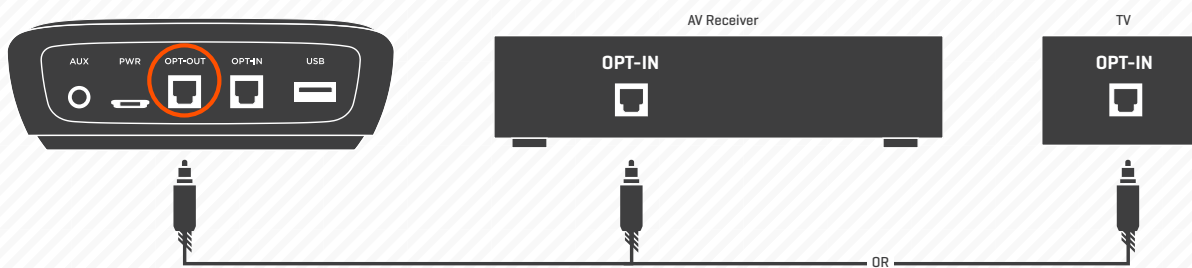 AV Receiver
TV
AUX PWR OPT-OUT OPT-IN USB
OPT-IN
OPT-IN
OR